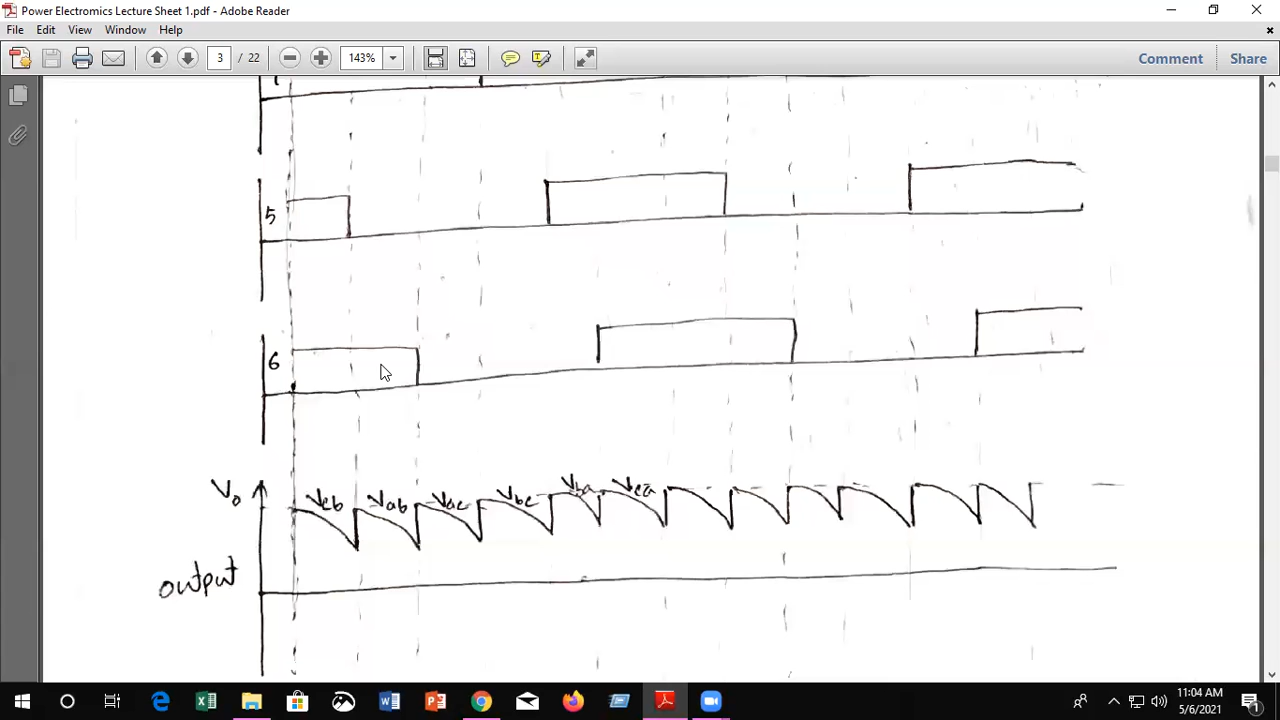 Power Electronics Lecture Sheet 1.pdf - Adobe Reader
File Edit View Window Help
3 / 22 143% Comment Share
5
6
Vo
Vcb Vab Vac Vbc Vba Vca
output
11:04 AM
5/6/2021